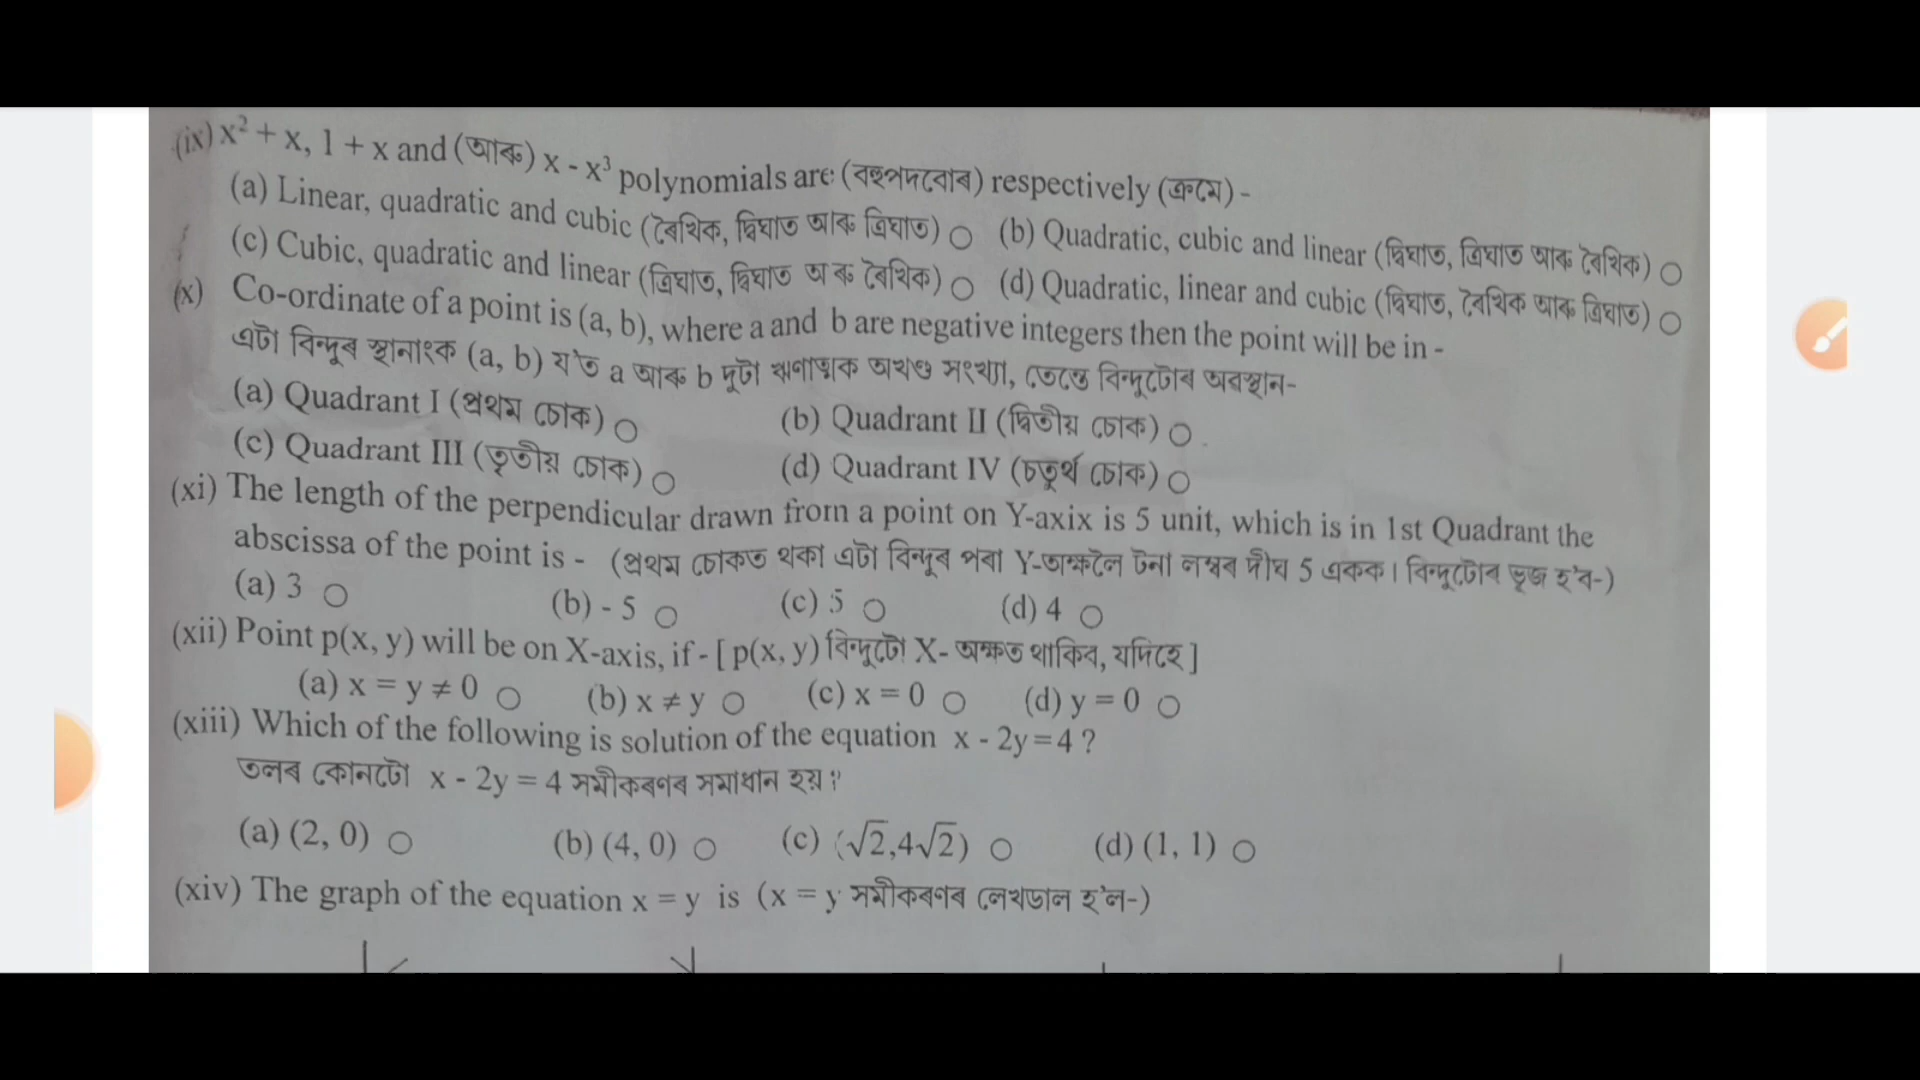 (ix) x² + x, 1 + x and (আৰু) x - x³ polynomials are: (বহুপদবোৰ) respectively (ক্ৰমে) -
(a) Linear, quadratic and cubic (ৰৈখিক, দ্বিঘাত আৰু ত্ৰিঘাত) ○ (b) Quadratic, cubic and linear (দ্বিঘাত, ত্ৰিঘাত আৰু ৰৈখিক) ○
(c) Cubic, quadratic and linear (ত্ৰিঘাত, দ্বিঘাত আৰু ৰৈখিক) ○ (d) Quadratic, linear and cubic (দ্বিঘাত, ৰৈখিক আৰু ত্ৰিঘাত) ○
(x) Co-ordinate of a point is (a, b), where a and b are negative integers then the point will be in -
এটা বিন্দুৰ স্থানাংক (a, b) য'ত a আৰু b দুটা ঋণাত্মক অখণ্ড সংখ্যা, তেন্তে বিন্দুটোৰ অৱস্থান-
(a) Quadrant I (প্ৰথম চোক) ○ (b) Quadrant II (দ্বিতীয় চোক) ○
(c) Quadrant III (তৃতীয় চোক) ○ (d) Quadrant IV (চতুৰ্থ চোক) ○
(xi) The length of the perpendicular drawn from a point on Y-axix is 5 unit, which is in 1st Quadrant the
abscissa of the point is - (প্ৰথম চোকত থকা এটা বিন্দুৰ পৰা Y-অক্ষলৈ টনা লম্বৰ দীঘ 5 একক। বিন্দুটোৰ ভূজ হ'ব-)
(a) 3 ○ (b) - 5 ○ (c) 5 ○ (d) 4 ○
(xii) Point p(x, y) will be on X-axis, if - [ p(x, y) বিন্দুটো X- অক্ষত থাকিব, যদিহে ]
(a) x = y ≠ 0 ○ (b) x ≠ y ○ (c) x = 0 ○ (d) y = 0 ○
(xiii) Which of the following is solution of the equation x - 2y = 4 ?
তলৰ কোনটো x - 2y = 4 সমীকৰণৰ সমাধান হয় ?
(a) (2, 0) ○ (b) (4, 0) ○ (c) (√2,4√2) ○ (d) (1, 1) ○
(xiv) The graph of the equation x = y is (x = y সমীকৰণৰ লেখডাল হ'ল-)